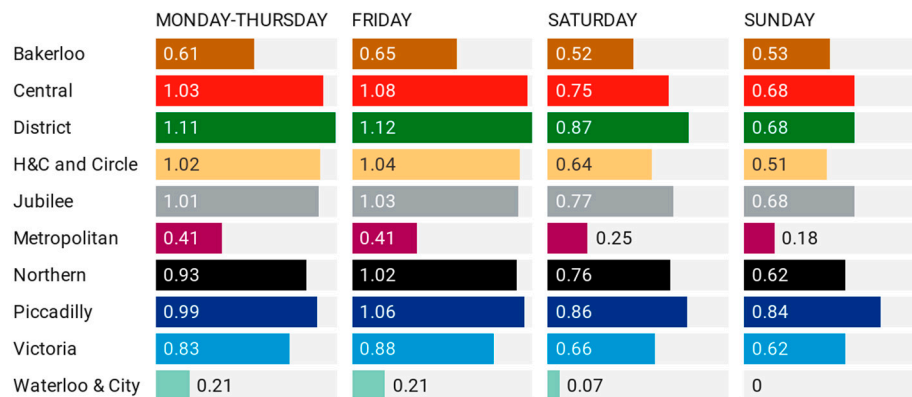 MONDAY-THURSDAY FRIDAY SATURDAY SUNDAY
Bakerloo 0.61 0.65 0.52 0.53
Central 1.03 1.08 0.75 0.68
District 1.11 1.12 0.87 0.68
H&C and Circle 1.02 1.04 0.64 0.51
Jubilee 1.01 1.03 0.77 0.68
Metropolitan 0.41 0.41 0.25 0.18
Northern 0.93 1.02 0.76 0.62
Piccadilly 0.99 1.06 0.86 0.84
Victoria 0.83 0.88 0.66 0.62
Waterloo & City 0.21 0.21 0.07 0